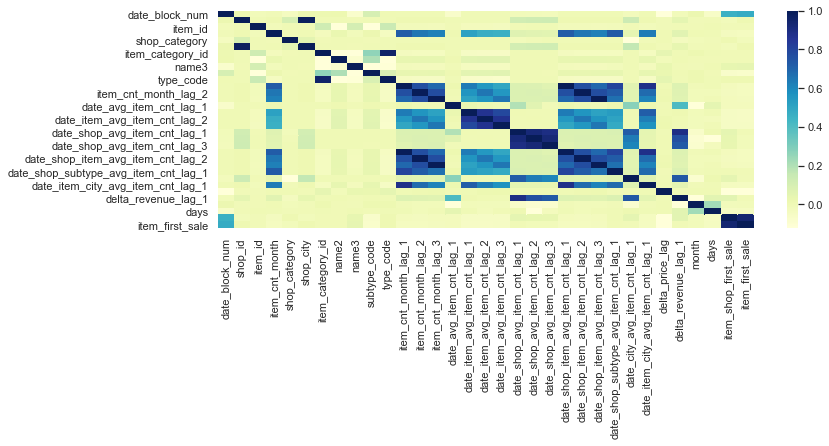 date_block_num
item_id
shop_category
item_category_id
name3
type_code
item_cnt_month_lag_2
date_avg_item_cnt_lag_1
date_item_avg_item_cnt_lag_2
date_shop_avg_item_cnt_lag_1
date_shop_avg_item_cnt_lag_3
date_shop_item_avg_item_cnt_lag_2
date_shop_subtype_avg_item_cnt_lag_1
date_item_city_avg_item_cnt_lag_1
delta_revenue_lag_1
days
item_first_sale
date_block_num
shop_id
item_id
item_cnt_month
shop_category
shop_city
item_category_id
name2
name3
subtype_code
type_code
item_cnt_month_lag_1
item_cnt_month_lag_2
item_cnt_month_lag_3
date_avg_item_cnt_lag_1
date_item_avg_item_cnt_lag_1
date_item_avg_item_cnt_lag_2
date_item_avg_item_cnt_lag_3
date_shop_avg_item_cnt_lag_1
date_shop_avg_item_cnt_lag_2
date_shop_avg_item_cnt_lag_3
date_shop_item_avg_item_cnt_lag_1
date_shop_item_avg_item_cnt_lag_2
date_shop_item_avg_item_cnt_lag_3
date_shop_subtype_avg_item_cnt_lag_1
date_city_avg_item_cnt_lag_1
date_item_city_avg_item_cnt_lag_1
delta_price_lag
delta_revenue_lag_1
month
days
item_shop_first_sale
item_first_sale
1.0
0.8
0.6
0.4
0.2
0.0